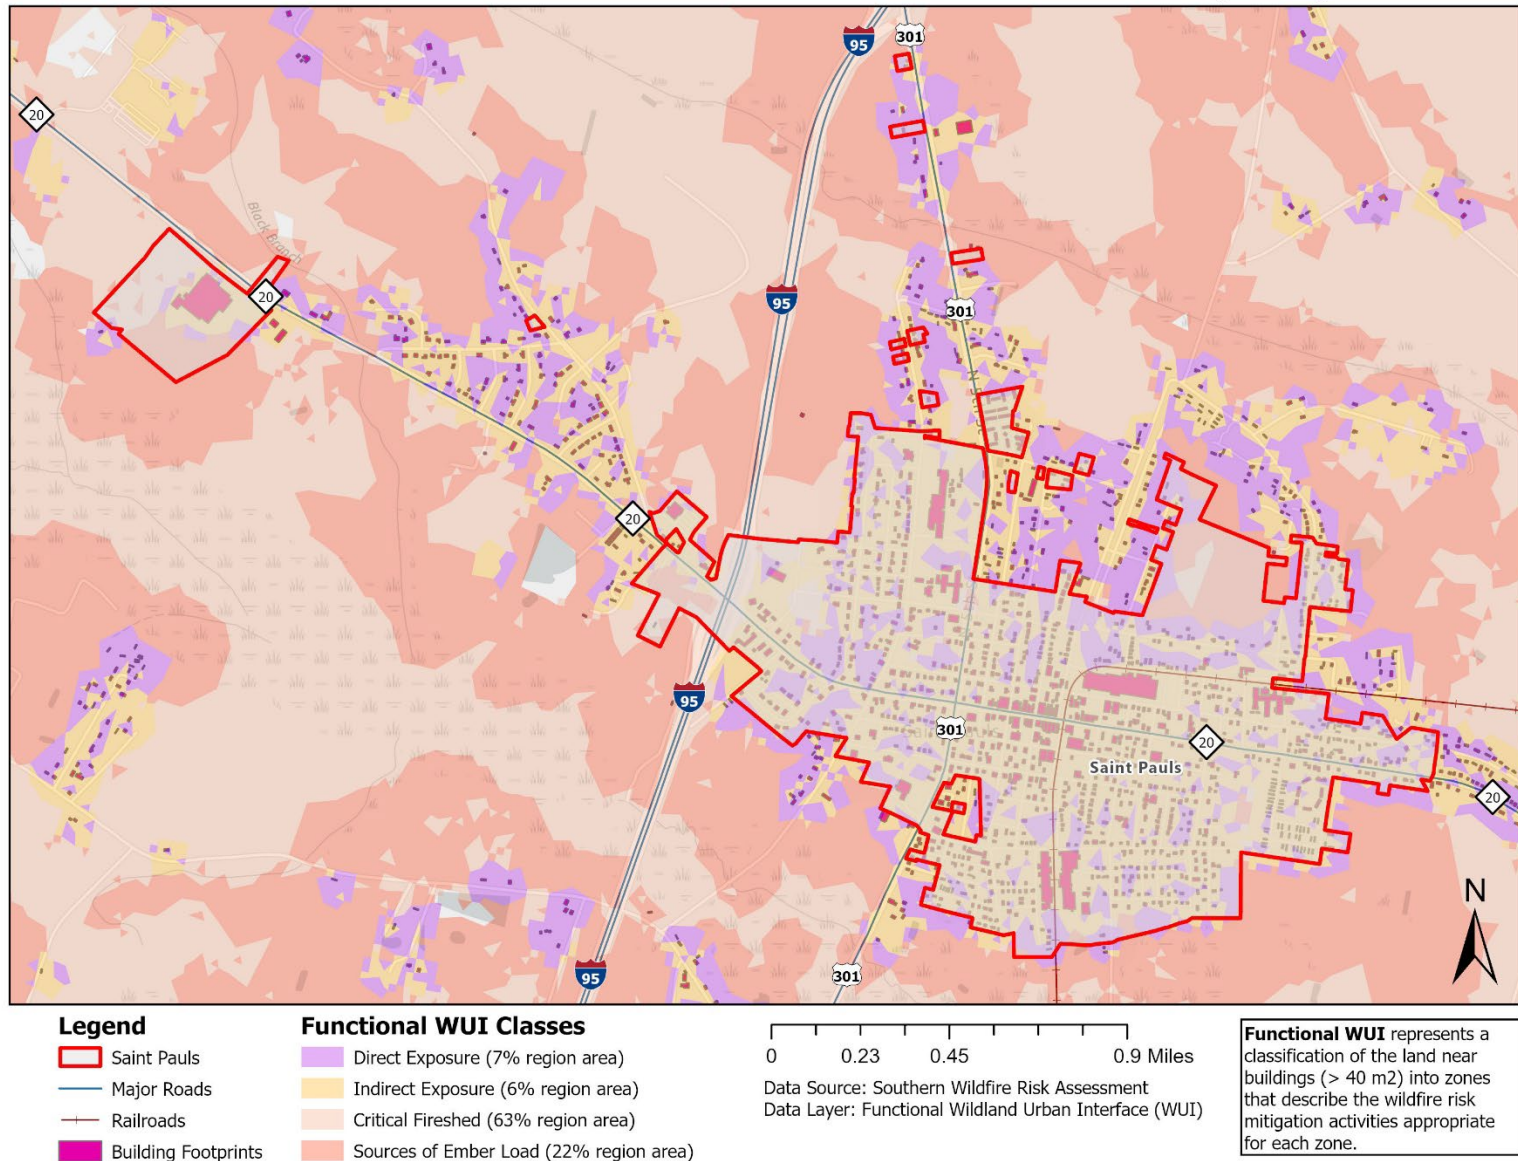 95
301
20
Black Branch
20
95
301
N 5th St
20
95
301
20
Saint Pauls
20
301
95
N
Legend
Saint Pauls
Major Roads
Railroads
Building Footprints
Functional WUI Classes
Direct Exposure (7% region area)
Indirect Exposure (6% region area)
Critical Fireshed (63% region area)
Sources of Ember Load (22% region area)
0 0.23 0.45 0.9 Miles
Data Source: Southern Wildfire Risk Assessment
Data Layer: Functional Wildland Urban Interface (WUI)
Functional WUI represents a
classification of the land near
buildings (> 40 m2) into zones
that describe the wildfire risk
mitigation activities appropriate
for each zone.